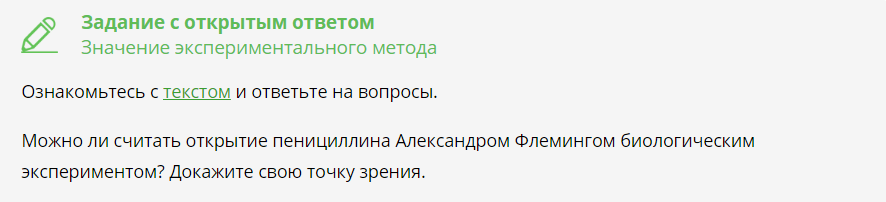 Задание с открытым ответом
Значение экспериментального метода
Ознакомьтесь с текстом и ответьте на вопросы.
Можно ли считать открытие пенициллина Александром Флемингом биологическим
экспериментом? Докажите свою точку зрения.